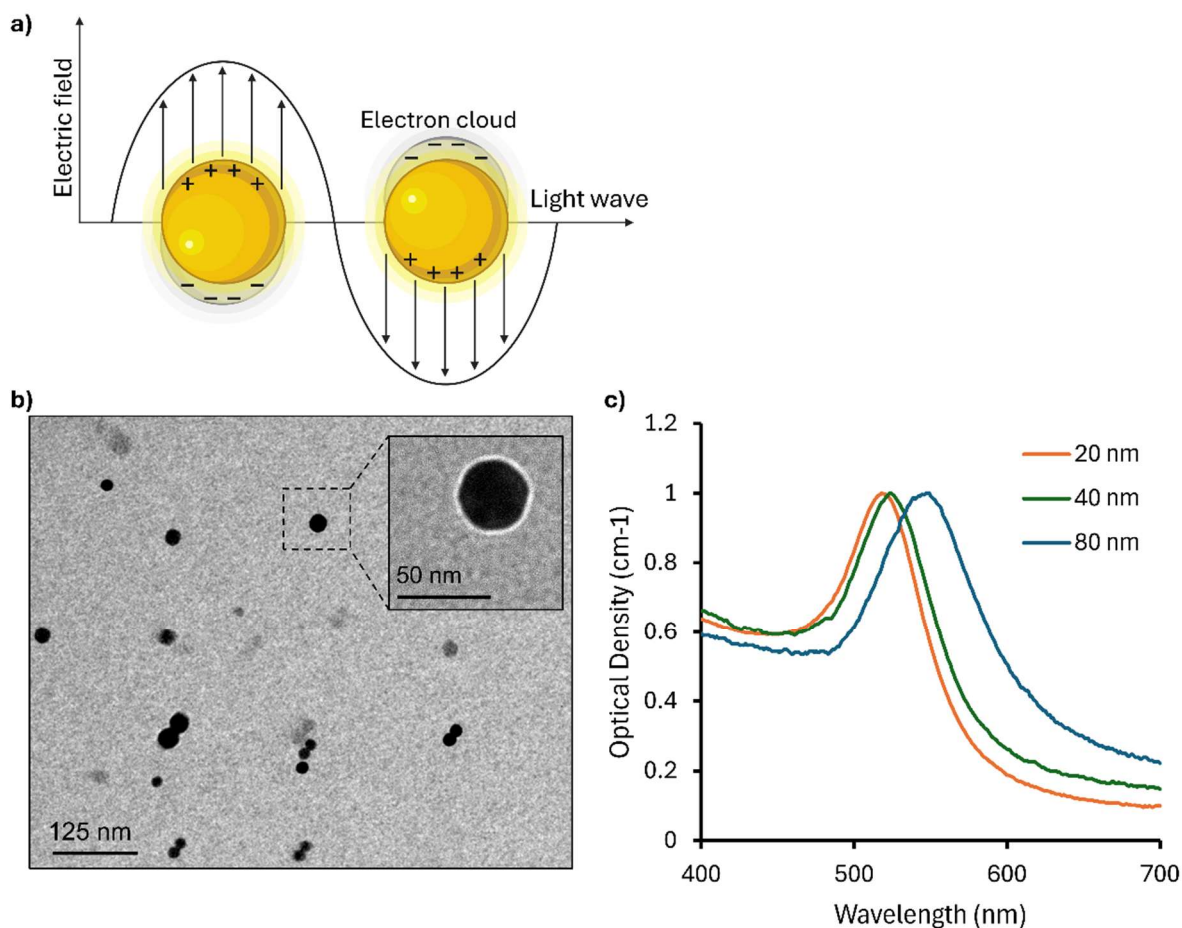 a)
Electric field
+ + + +
− − − −
Electron cloud
− − − −
Light wave
+ + + +
b)
50 nm
125 nm
c)
Optical Density (cm-1)
1.2
1
0.8
0.6
0.4
0.2
0
20 nm
40 nm
80 nm
400
500
600
700
Wavelength (nm)